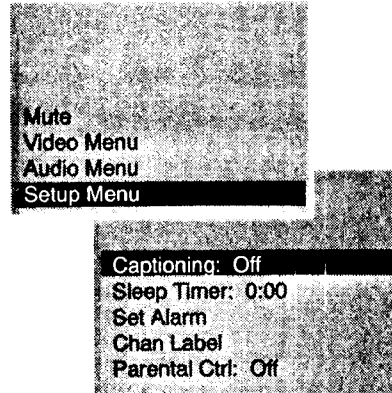 Mute
Video Menu
Audio Menu
Setup Menu
Captioning: Off
Sleep Timer: 0:00
Set Alarm
Chan Label
Parental Ctrl: Off